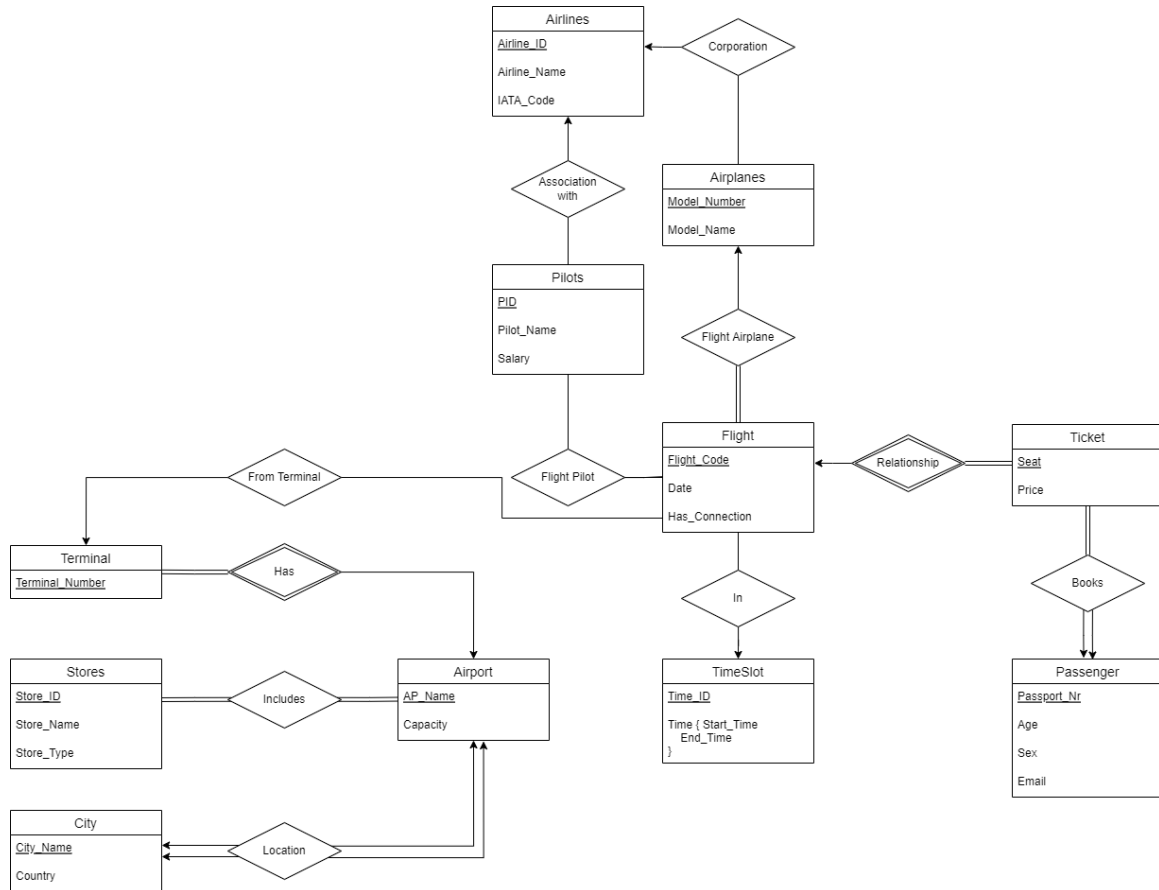 Airlines
Airline_ID
Airline_Name
IATA_Code
Corporation
Association
with
Airplanes
Model_Number
Model_Name
Pilots
PID
Pilot_Name
Salary
Flight Airplane
Flight
Flight_Code
Date
Has_Connection
Relationship
Ticket
Seat
Price
From Terminal
Flight Pilot
Terminal
Terminal_Number
Has
In
Books
Stores
Store_ID
Store_Name
Store_Type
Includes
Airport
AP_Name
Capacity
TimeSlot
Time_ID
Time { Start_Time
End_Time
}
Passenger
Passport_Nr
Age
Sex
Email
City
City_Name
Country
Location